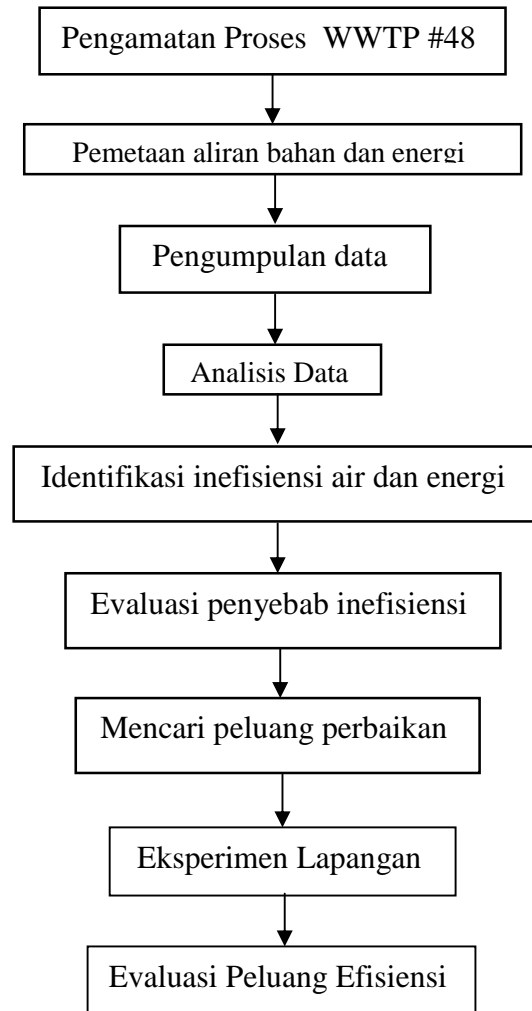 Pengamatan Proses WWTP #48
Pemetaan aliran bahan dan energi
Pengumpulan data
Analisis Data
Identifikasi inefisiensi air dan energi
Evaluasi penyebab inefisiensi
Mencari peluang perbaikan
Eksperimen Lapangan
Evaluasi Peluang Efisiensi